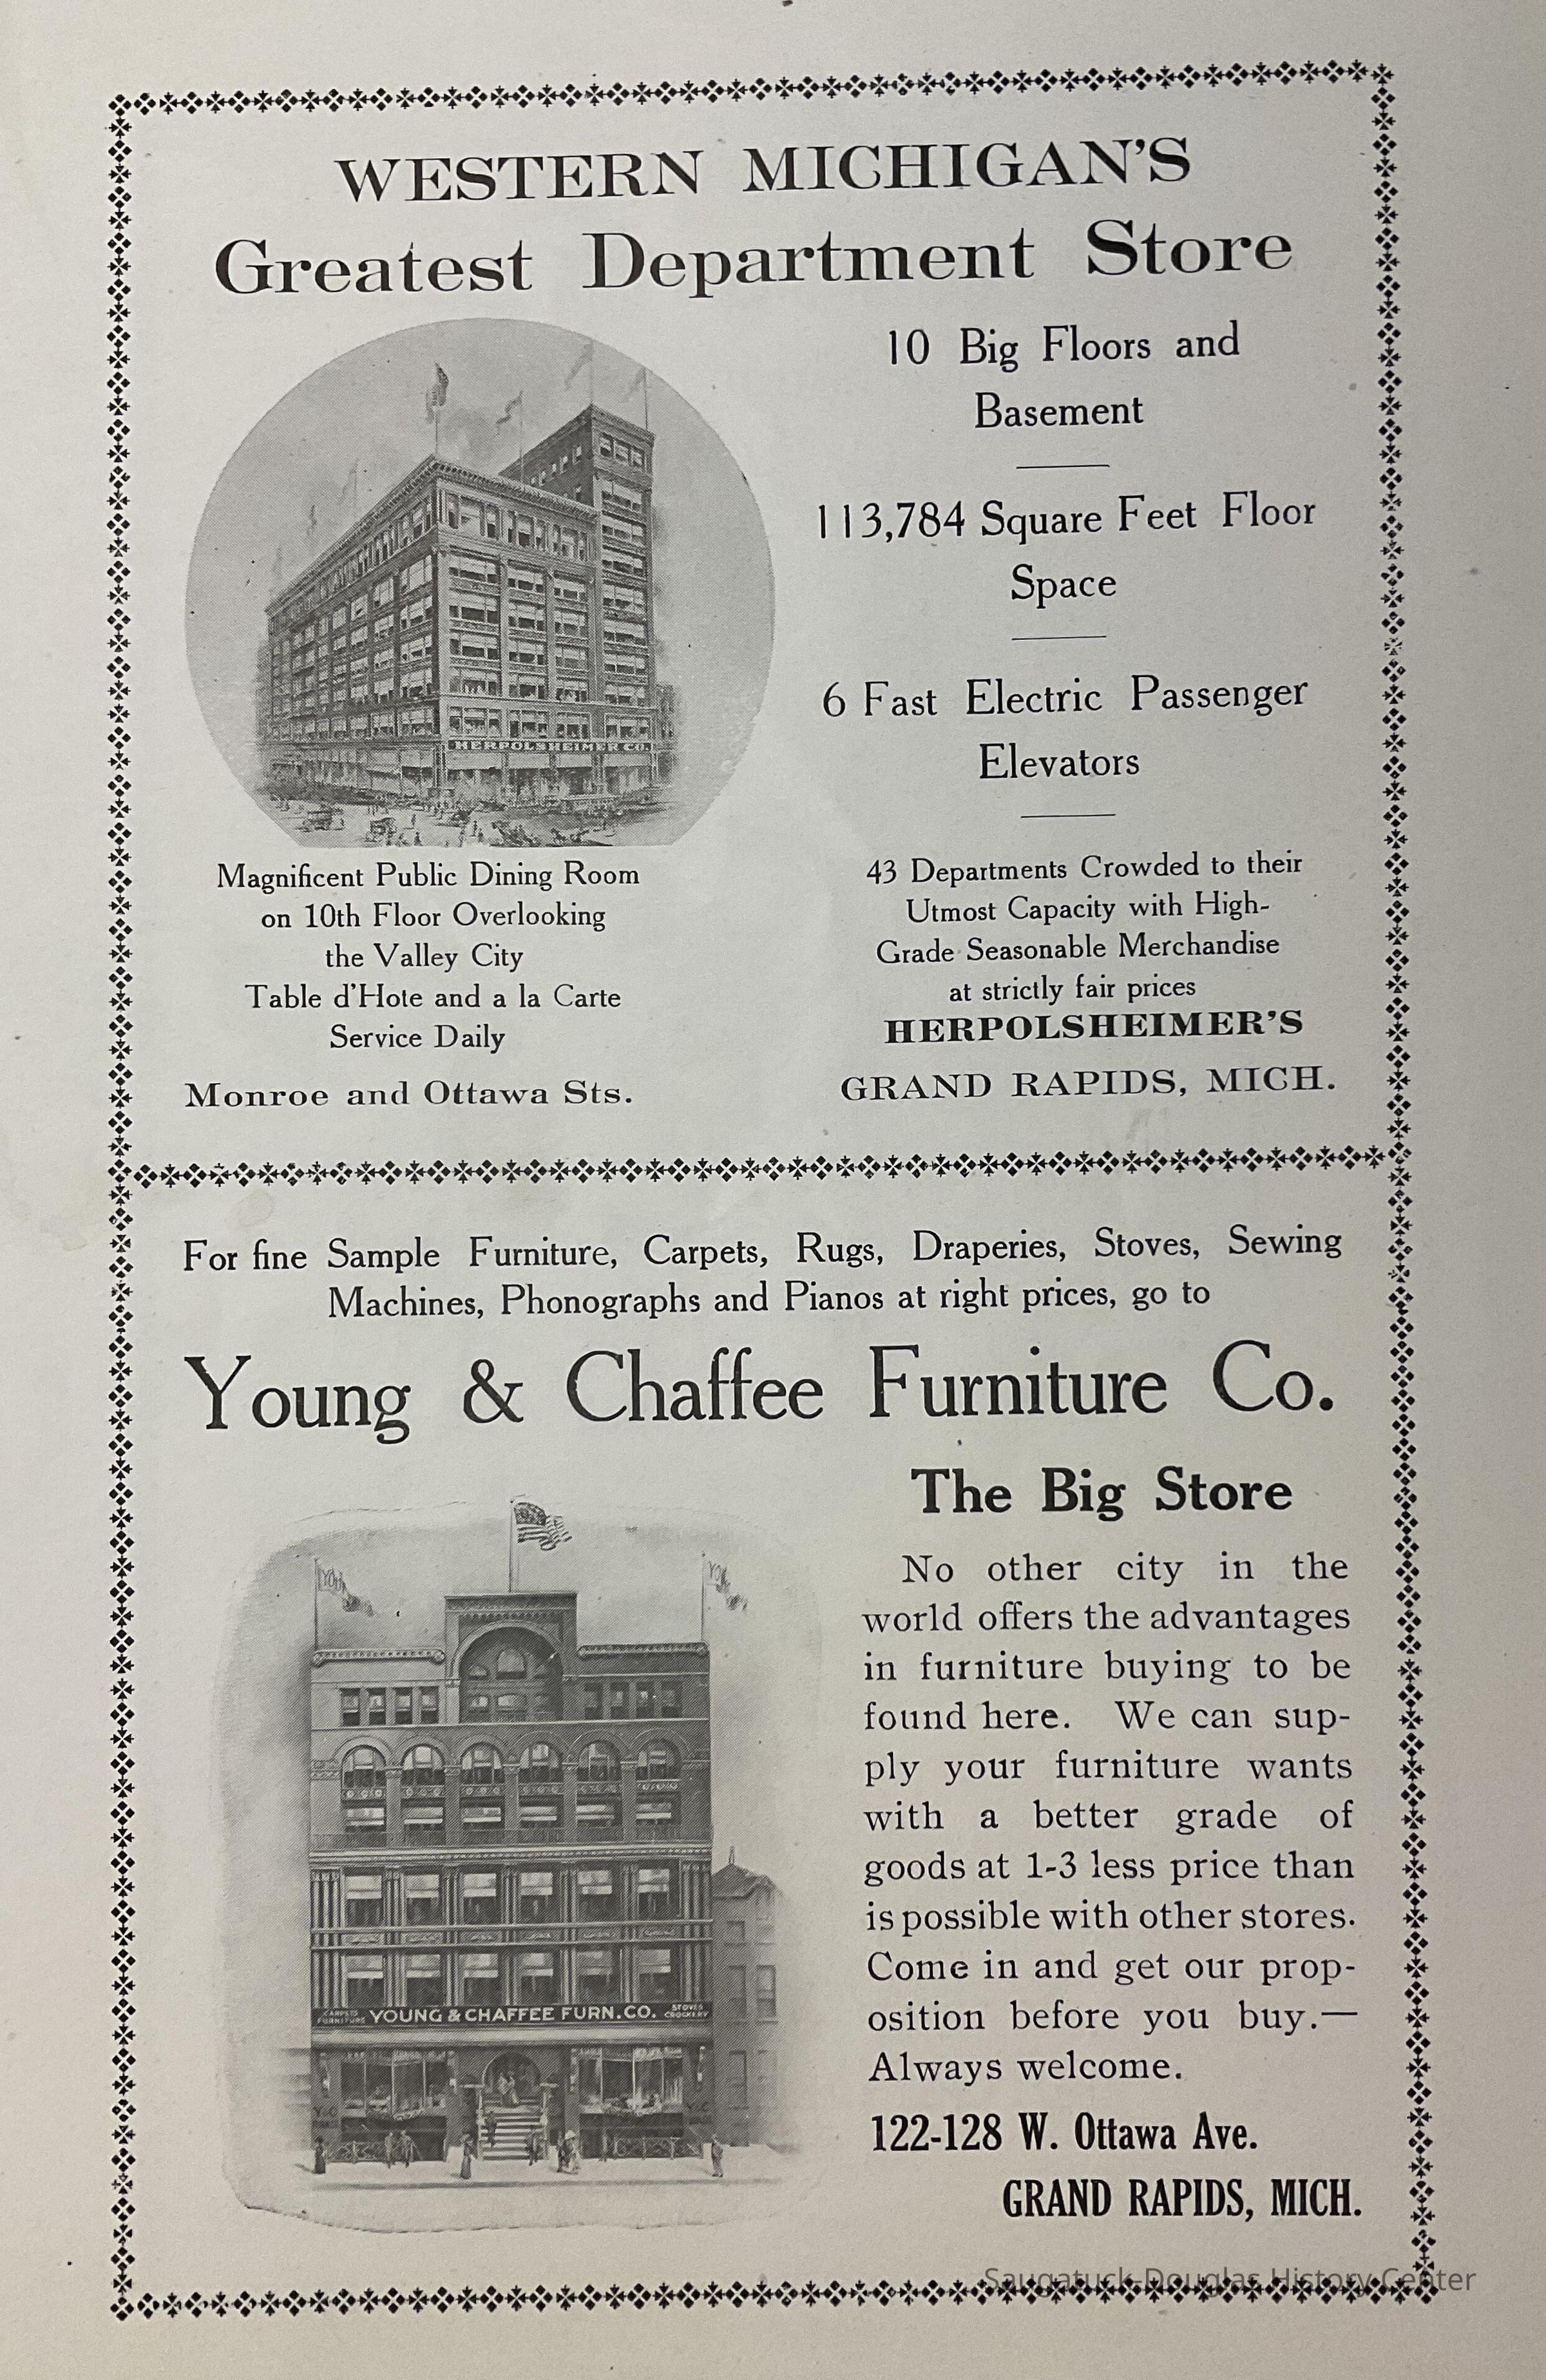 WESTERN MICHIGAN'S
Greatest Department Store
10 Big Floors and
Basement
113,784 Square Feet Floor
Space
6 Fast Electric Passenger
Elevators
HERPOLSHEIMER CO.
Magnificent Public Dining Room
on 10th Floor Overlooking
the Valley City
Table d'Hote and a la Carte
Service Daily
Monroe and Ottawa Sts.
43 Departments Crowded to their
Utmost Capacity with High-
Grade Seasonable Merchandise
at strictly fair prices
HERPOLSHEIMER'S
GRAND RAPIDS, MICH.
For fine Sample Furniture, Carpets, Rugs, Draperies, Stoves, Sewing
Machines, Phonographs and Pianos at right prices, go to
Young & Chaffee Furniture Co.
The Big Store
No other city in the
world offers the advantages
in furniture buying to be
found here. We can sup-
ply your furniture wants
with a better grade of
goods at 1-3 less price than
is possible with other stores.
Come in and get our prop-
osition before you buy.—
Always welcome.
122-128 W. Ottawa Ave.
GRAND RAPIDS, MICH.
CARPETS
FURNITURE
YOUNG & CHAFFEE FURN. CO.
STOVES
CROCKERY
Saugatuck-Douglas History Center